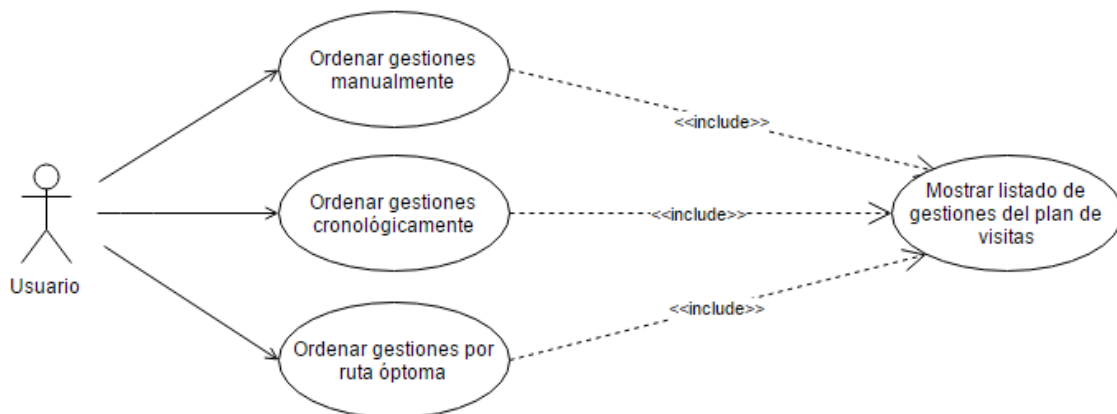 Ordenar gestiones
manualmente
<<include>>
Usuario
Ordenar gestiones
cronológicamente
<<include>>
Mostrar listado de
gestiones del plan de
visitas
Ordenar gestiones por
ruta óptoma
<<include>>